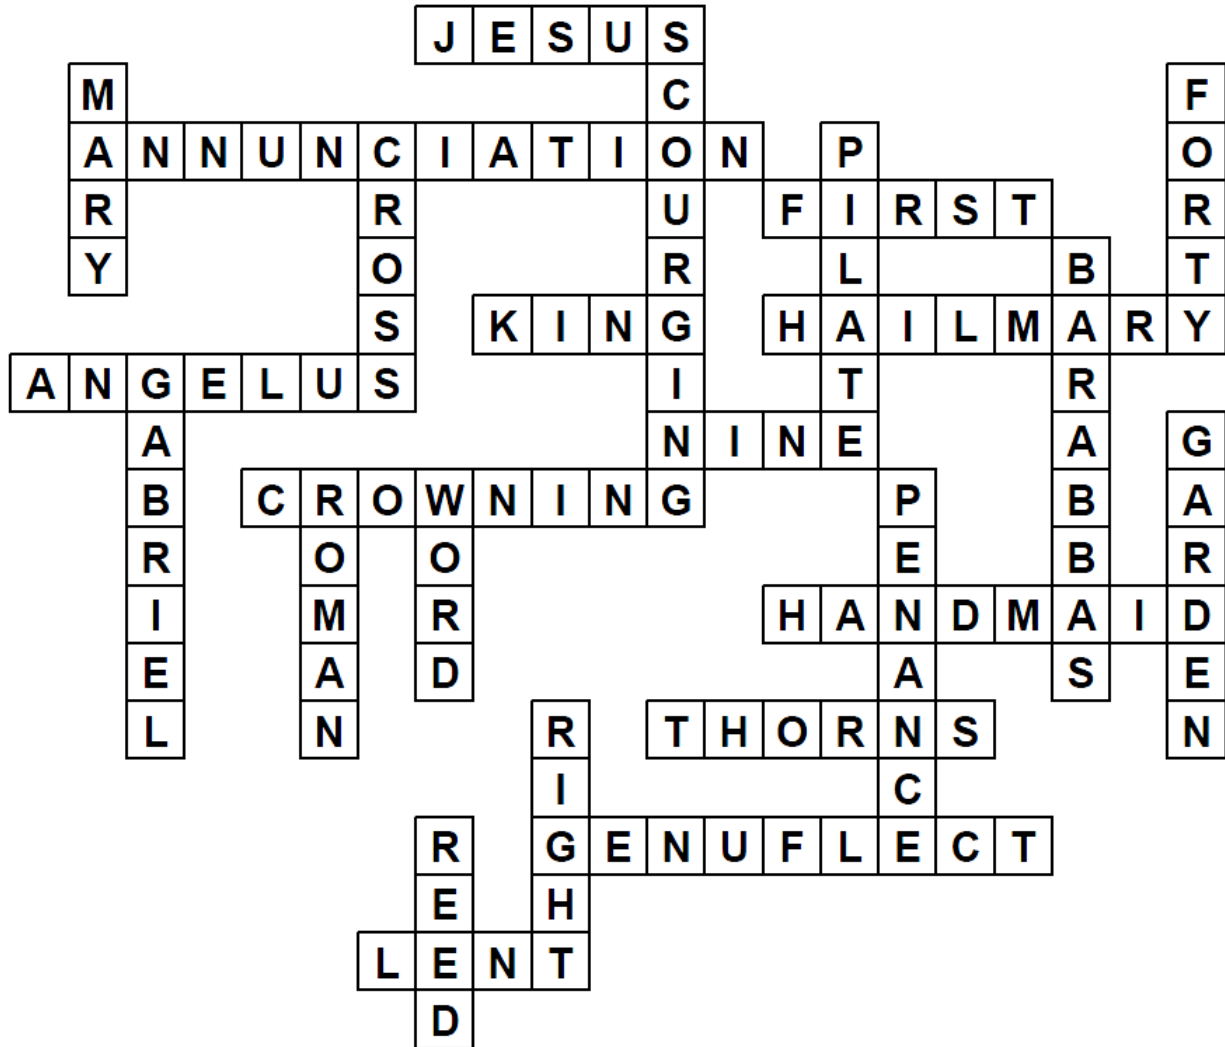 JESUS
MARY
SCOURGING
FORTY
ANNUNCIATION
CROSS
PILATE
FIRST
BARABBAS
KING
HAILMARY
ANGELUS
GABRIEL
NINE
GARDEN
CROWNING
ROMAN
WORD
PENANCE
HANDMAID
RIGHT
THORNS
REED
GENUFLECT
LENT